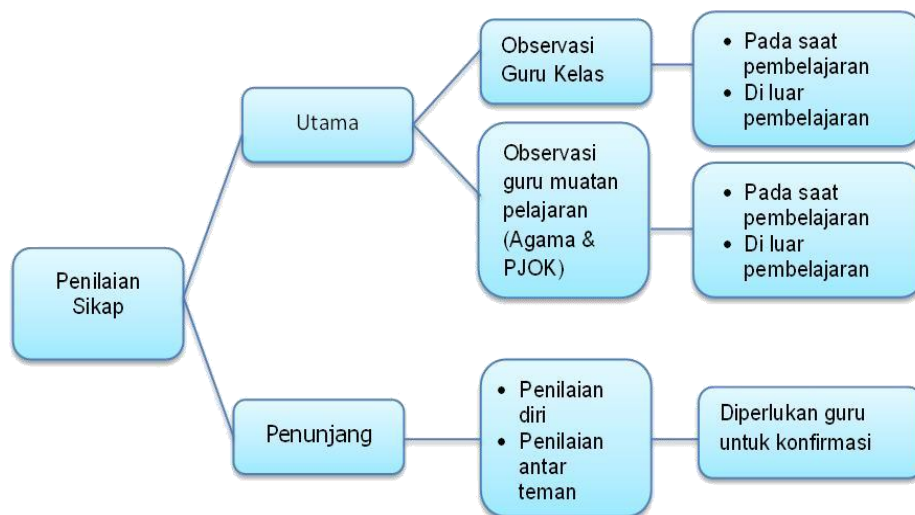 Penilaian
Sikap
Utama
Observasi
Guru Kelas
• Pada saat
pembelajaran
• Di luar
pembelajaran
Observasi
guru muatan
pelajaran
(Agama &
PJOK)
• Pada saat
pembelajaran
• Di luar
pembelajaran
Penunjang
• Penilaian
diri
• Penilaian
antar
teman
Diperlukan guru
untuk konfirmasi